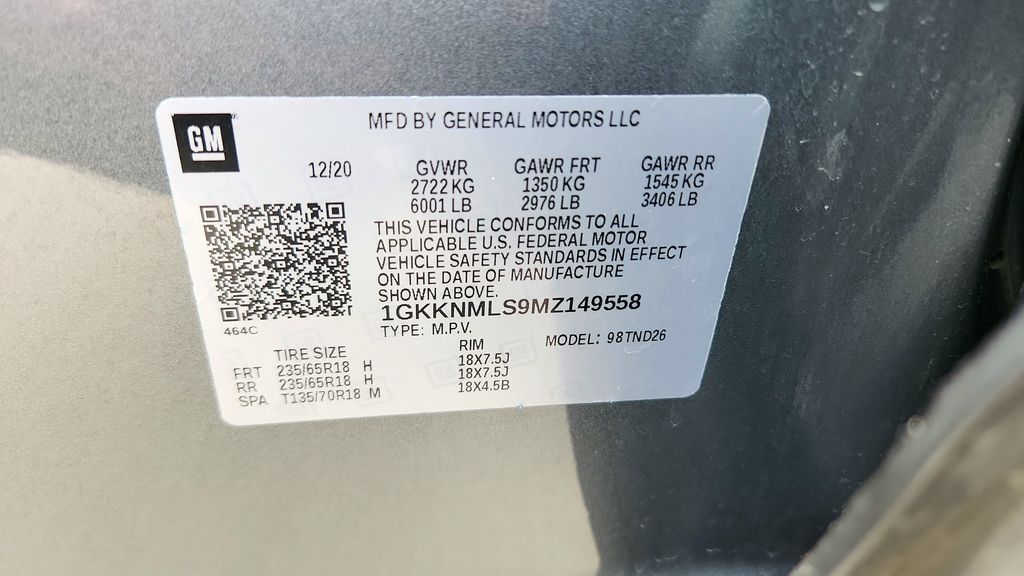 GM
MFD BY GENERAL MOTORS LLC
12/20 GVWR GAWR FRT GAWR RR
2722 KG 1350 KG 1545 KG
6001 LB 2976 LB 3406 LB
THIS VEHICLE CONFORMS TO ALL
APPLICABLE U.S. FEDERAL MOTOR
VEHICLE SAFETY STANDARDS IN EFFECT
ON THE DATE OF MANUFACTURE
SHOWN ABOVE.
1GKKNMLS9MZ149558
464C
TYPE: M.P.V.
MODEL: 98TND26
TIRE SIZE RIM
FRT 235/65R18 H 18X7.5J
RR 235/65R18 H 18X7.5J
SPA T135/70R18 M 18X4.5B